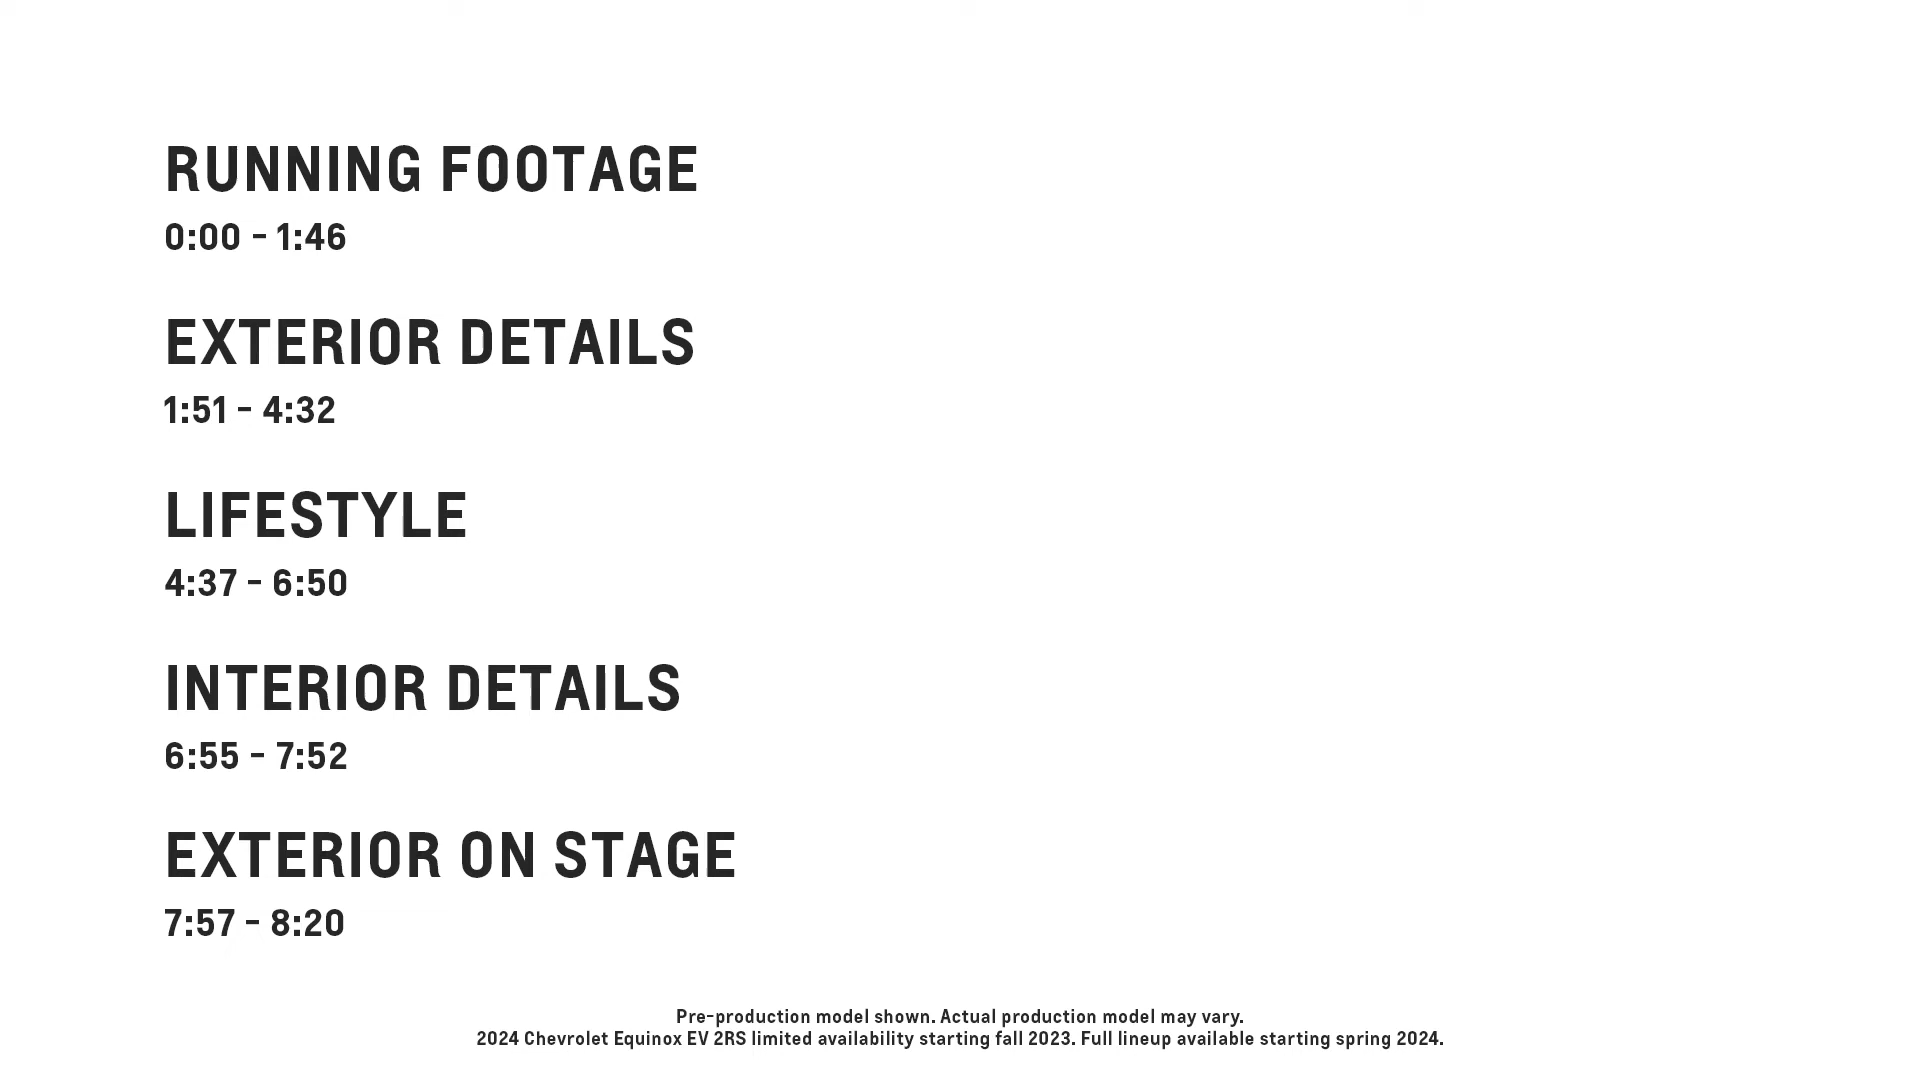 RUNNING FOOTAGE
0:00 - 1:46
EXTERIOR DETAILS
1:51 - 4:32
LIFESTYLE
4:37 - 6:50
INTERIOR DETAILS
6:55 - 7:52
EXTERIOR ON STAGE
7:57 - 8:20
Pre-production model shown. Actual production model may vary.
2024 Chevrolet Equinox EV 2RS limited availability starting fall 2023. Full lineup available starting spring 2024.